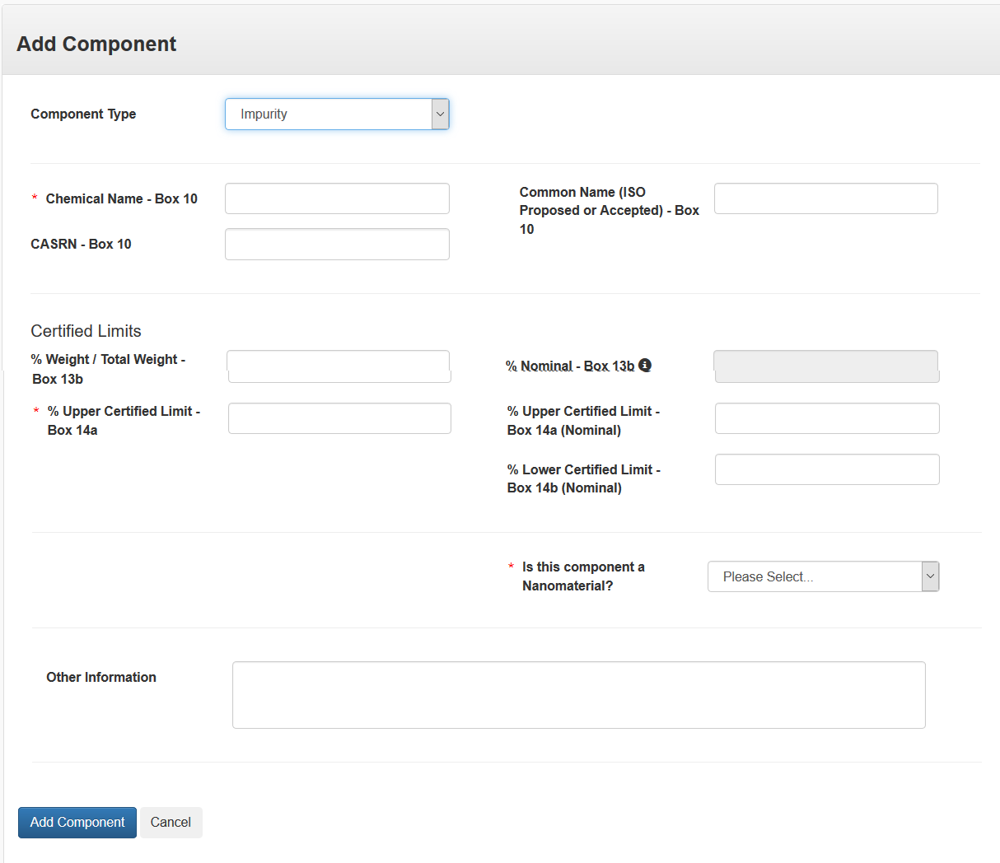 Add Component
Component Type
Impurity
* Chemical Name - Box 10
Common Name (ISO
Proposed or Accepted) - Box
10
CASRN - Box 10
Certified Limits
% Weight / Total Weight -
Box 13b
% Nominal - Box 13b
* % Upper Certified Limit -
Box 14a
% Upper Certified Limit -
Box 14a (Nominal)
% Lower Certified Limit -
Box 14b (Nominal)
* Is this component a
Nanomaterial?
Please Select...
Other Information
Add Component
Cancel